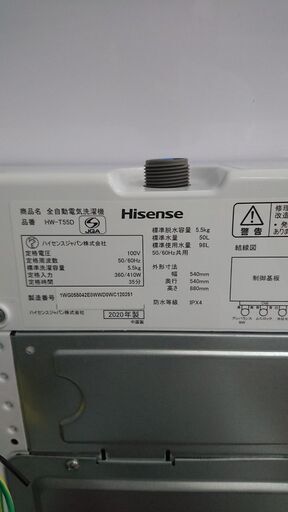 商品名 全自動電気洗濯機
品番 HW-T55D
JQA
Hisense
ハイセンスジャパン株式会社
定格電圧 100V
定格周波数 50/60Hz
標準洗濯容量 5.5kg
定格入力 360/410W
定格時間 35分
標準脱水容量 5.5kg
標準水量 50L
標準使用水量 98L
50/60Hz共用
外形寸法
幅 540mm
奥行 540mm
高さ 880mm
防水等級 IPX4
製造番号
ハイセンスジャパン株式会社
2020年製
中国製
警告
結線図
制御基板